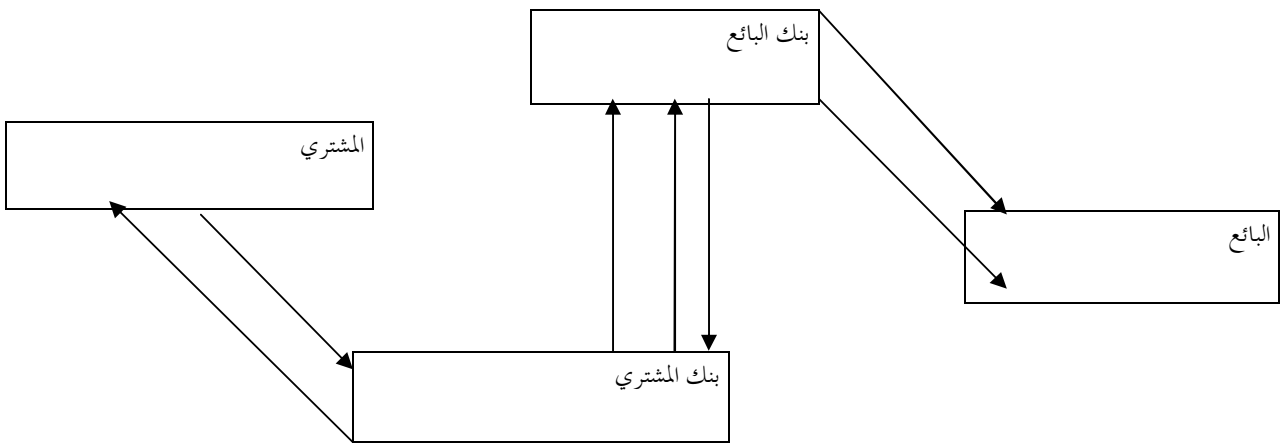 بنك البائع
المشتري
البائع
بنك المشتري